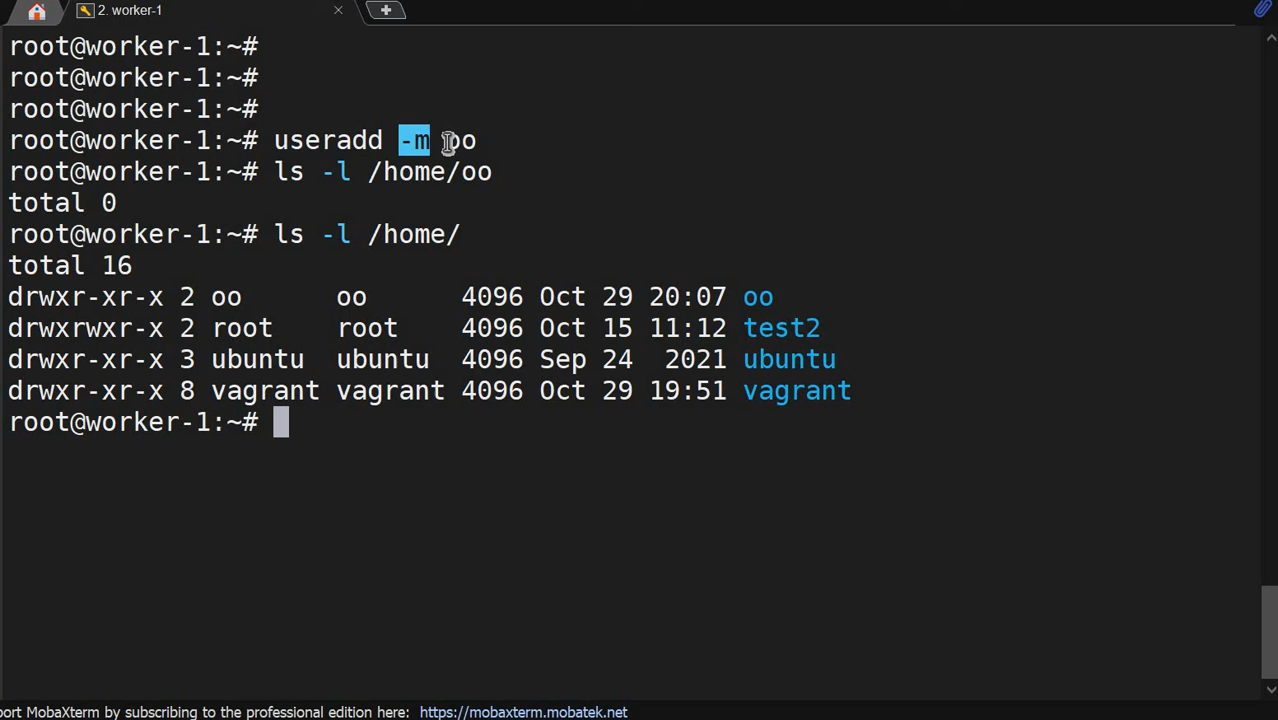 2. worker-1
root@worker-1:~#
root@worker-1:~#
root@worker-1:~#
root@worker-1:~# useradd -m oo
root@worker-1:~# ls -l /home/oo
total 0
root@worker-1:~# ls -l /home/
total 16
drwxr-xr-x 2 oo oo 4096 Oct 29 20:07 oo
drwxrwxr-x 2 root root 4096 Oct 15 11:12 test2
drwxr-xr-x 3 ubuntu ubuntu 4096 Sep 24 2021 ubuntu
drwxr-xr-x 8 vagrant vagrant 4096 Oct 29 19:51 vagrant
root@worker-1:~#
ort MobaXterm by subscribing to the professional edition here: https://mobaxterm.mobatek.net